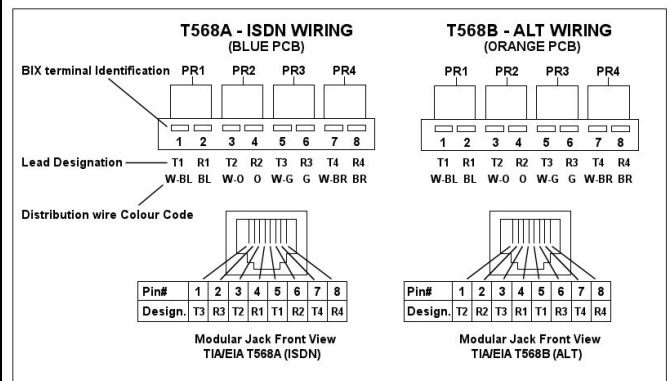 T568A - ISDN WIRING
(BLUE PCB)
BIX terminal Identification
PR1 PR2 PR3 PR4
1 2 3 4 5 6 7 8
Lead Designation
T1 R1 T2 R2 T3 R3 T4 R4
W-BL BL W-O O W-G G W-BR BR
Distribution wire Colour Code
Pin# 1 2 3 4 5 6 7 8
Design. T3 R3 T2 R1 T1 R2 T4 R4
Modular Jack Front View
TIA/EIA T568A (ISDN)
T568B - ALT WIRING
(ORANGE PCB)
PR1 PR2 PR3 PR4
1 2 3 4 5 6 7 8
T1 R1 T2 R2 T3 R3 T4 R4
W-BL BL W-O O W-G G W-BR BR
Pin# 1 2 3 4 5 6 7 8
Design. T2 R2 T3 R1 T1 R3 T4 R4
Modular Jack Front View
TIA/EIA T568B (ALT)